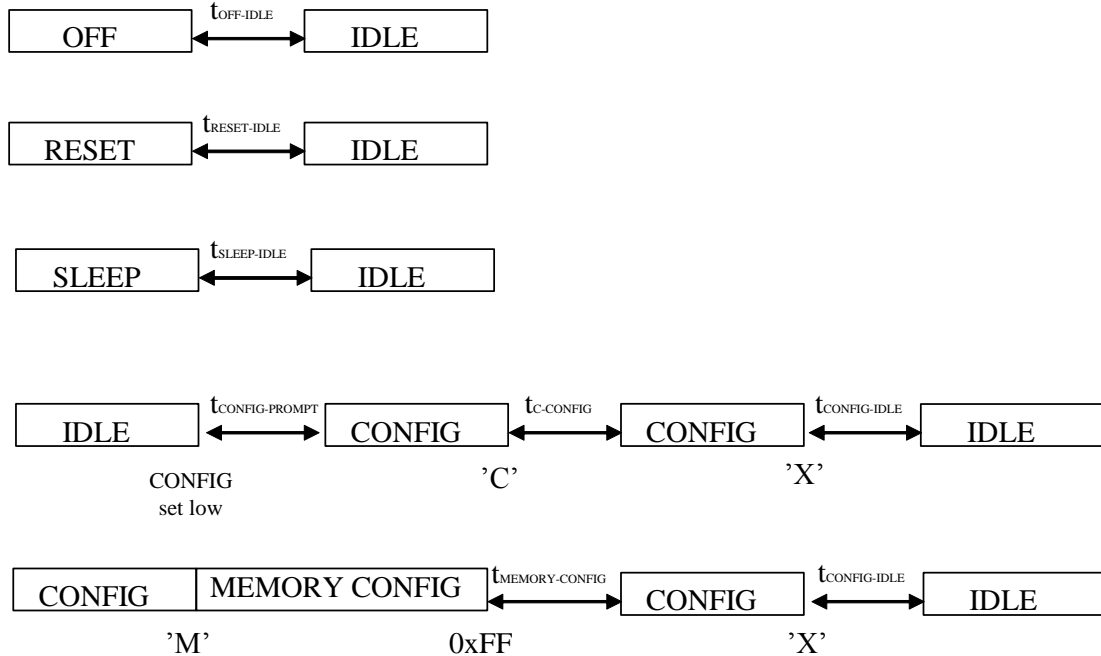 tOFF-IDLE
OFF IDLE
tRESET-IDLE
RESET IDLE
tSLEEP-IDLE
SLEEP IDLE
tCONFIG-PROMPT tC-CONFIG tCONFIG-IDLE
IDLE CONFIG CONFIG IDLE
CONFIG
set low
’C’ ’X’
tMEMORY-CONFIG tCONFIG-IDLE
CONFIG MEMORY CONFIG CONFIG IDLE
’M’ 0xFF ’X’